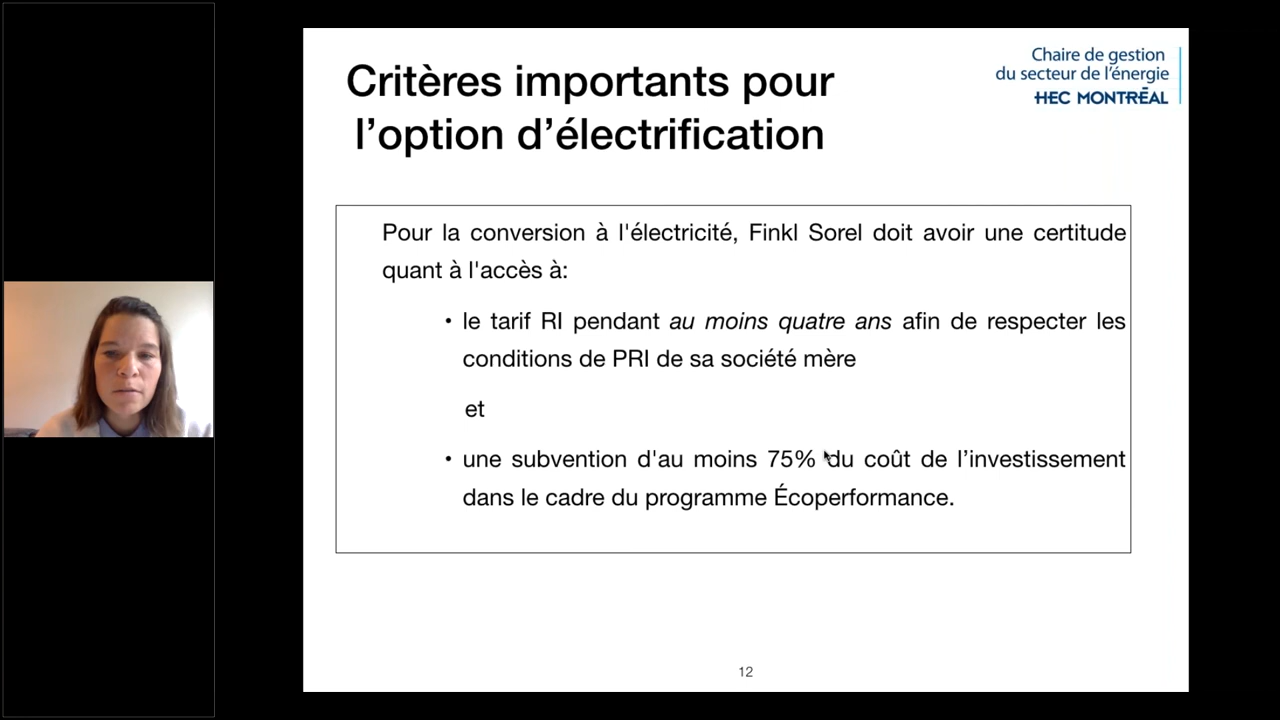 Critères importants pour
l’option d’électrification
Chaire de gestion
du secteur de l’énergie
HEC MONTRĒAL
Pour la conversion à l'électricité, Finkl Sorel doit avoir une certitude
quant à l'accès à:
• le tarif RI pendant au moins quatre ans afin de respecter les
conditions de PRI de sa société mère
et
• une subvention d'au moins 75% du coût de l’investissement
dans le cadre du programme Écoperformance.
12